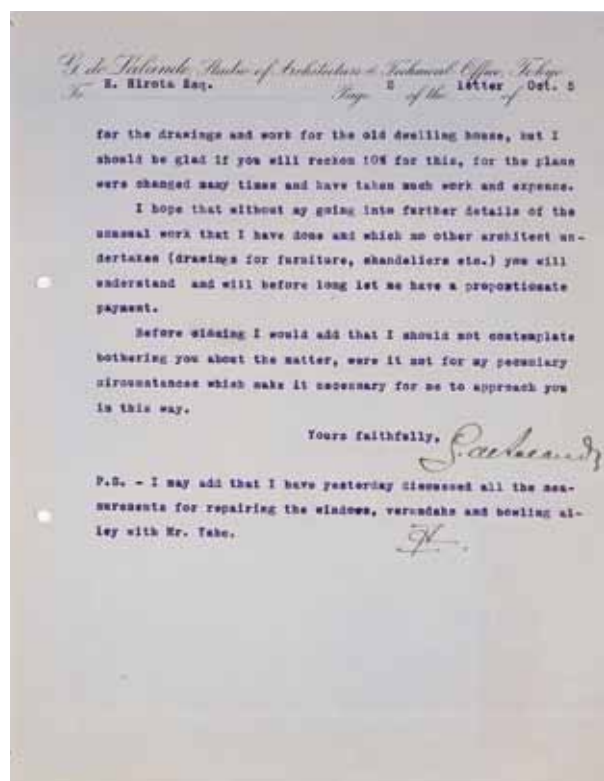 G. de Lalande, Studio of Architecture & Technical Office, Tokyo
To H. Hirota Esq. Page 2 of the letter of Oct. 5
for the drawings and work for the old dwelling house, but I
should be glad if you will reckon 10% for this, for the plans
were changed many times and have taken much work and expence.
I hope that without my going into further details of the
unusual work that I have done and which no other architect un-
dertakes (drawings for furniture, chandeliers etc.) you will
understand and will before long let me have a propostionate
payment.
Before closing I would add that I should not contemplate
bothering you about the matter, were it not for my pecuniary
circumstances which make it necessary for me to approach you
in this way.
Yours faithfully,
G. de Lalande
P.S. - I may add that I have yesterday discussed all the mea-
surements for repairing the windows, verandahs and bowling al-
ley with Mr. Yabe.